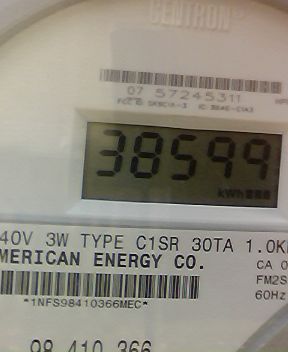 CENTRON®
07 57245311
38599
kWh
40V 3W TYPE C1SR 30TA 1.0K
MERICAN ENERGY CO.
CA 0
FM2S
*1NFS98410366MEC*
60Hz
98 410 366